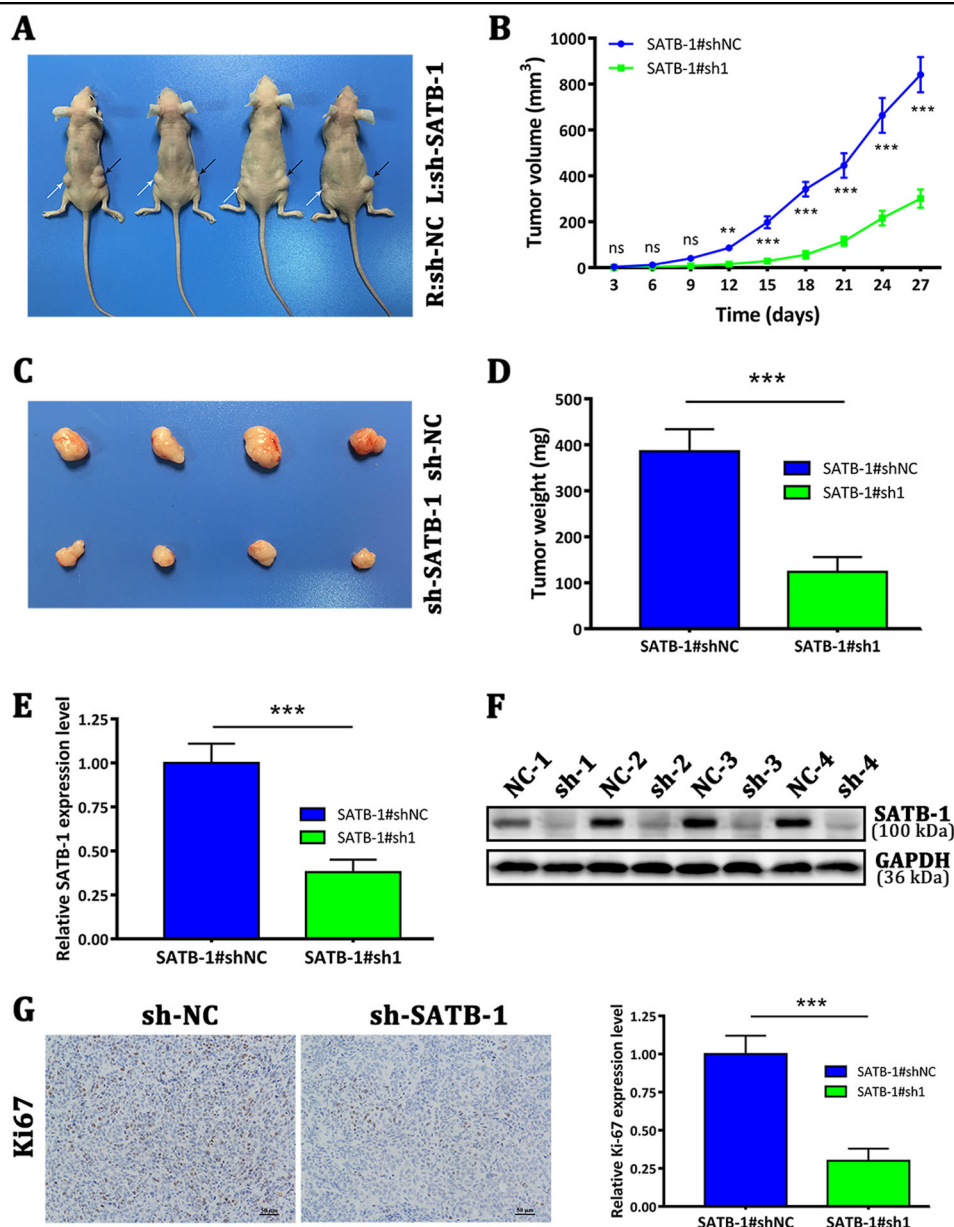 A
R:sh-NC L:sh-SATB-1
B
SATB-1#shNC
SATB-1#sh1
Tumor volume (mm³)
1000
800
600
400
200
0
ns
ns
ns
**
***
***
***
***
***
3 6 9 12 15 18 21 24 27
Time (days)
C
sh-SATB-1 sh-NC
D
***
Tumor weight (mg)
500
400
300
200
100
0
SATB-1#shNC
SATB-1#sh1
SATB-1#shNC SATB-1#sh1
E
***
Relative SATB-1 expression level
1.25
1.00
0.75
0.50
0.25
0.00
SATB-1#shNC
SATB-1#sh1
SATB-1#shNC SATB-1#sh1
F
NC-1 sh-1 NC-2 sh-2 NC-3 sh-3 NC-4 sh-4
SATB-1
(100 kDa)
GAPDH
(36 kDa)
G
sh-NC sh-SATB-1
Ki67
50 μm
50 μm
***
Relative Ki-67 expression level
1.25
1.00
0.75
0.50
0.25
0.00
SATB-1#shNC
SATB-1#sh1
SATB-1#shNC SATB-1#sh1